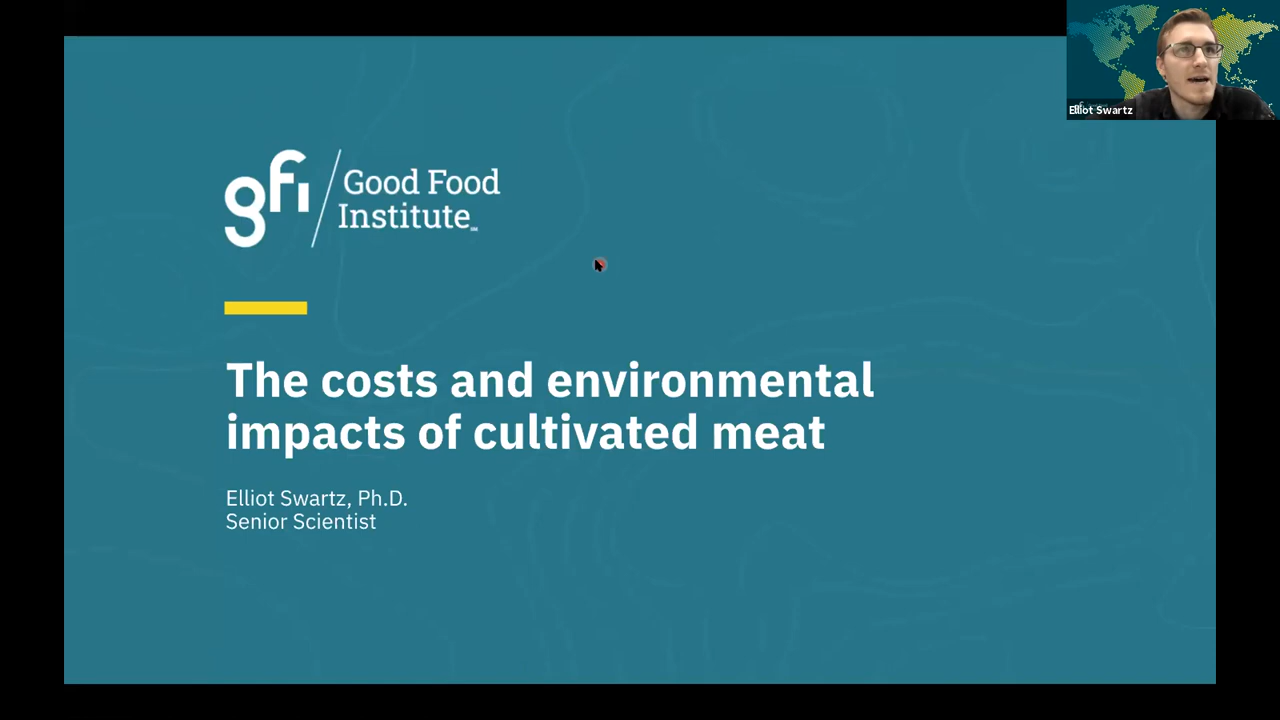 gfi
Good Food
Institute
The costs and environmental
impacts of cultivated meat
Elliot Swartz, Ph.D.
Senior Scientist
Elliot Swartz